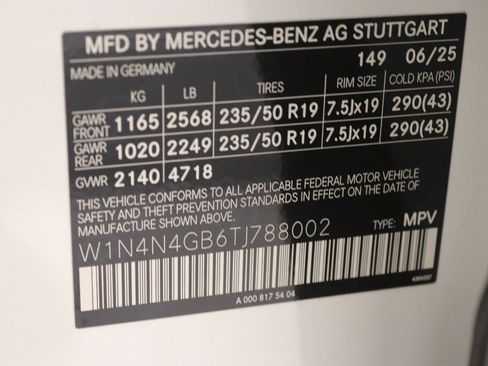 MFD BY MERCEDES-BENZ AG STUTTGART
MADE IN GERMANY 149 06/25
KG LB TIRES RIM SIZE COLD KPA (PSI)
GAWR FRONT 1165 2568 235/50 R19 7.5Jx19 290(43)
GAWR REAR 1020 2249 235/50 R19 7.5Jx19 290(43)
GVWR 2140 4718
THIS VEHICLE CONFORMS TO ALL APPLICABLE FEDERAL MOTOR VEHICLE
SAFETY AND THEFT PREVENTION STANDARDS IN EFFECT ON THE DATE OF
MANUFACTURE SHOWN ABOVE.
TYPE: MPV
W1N4N4GB6TJ788002
A 000 817 54 04